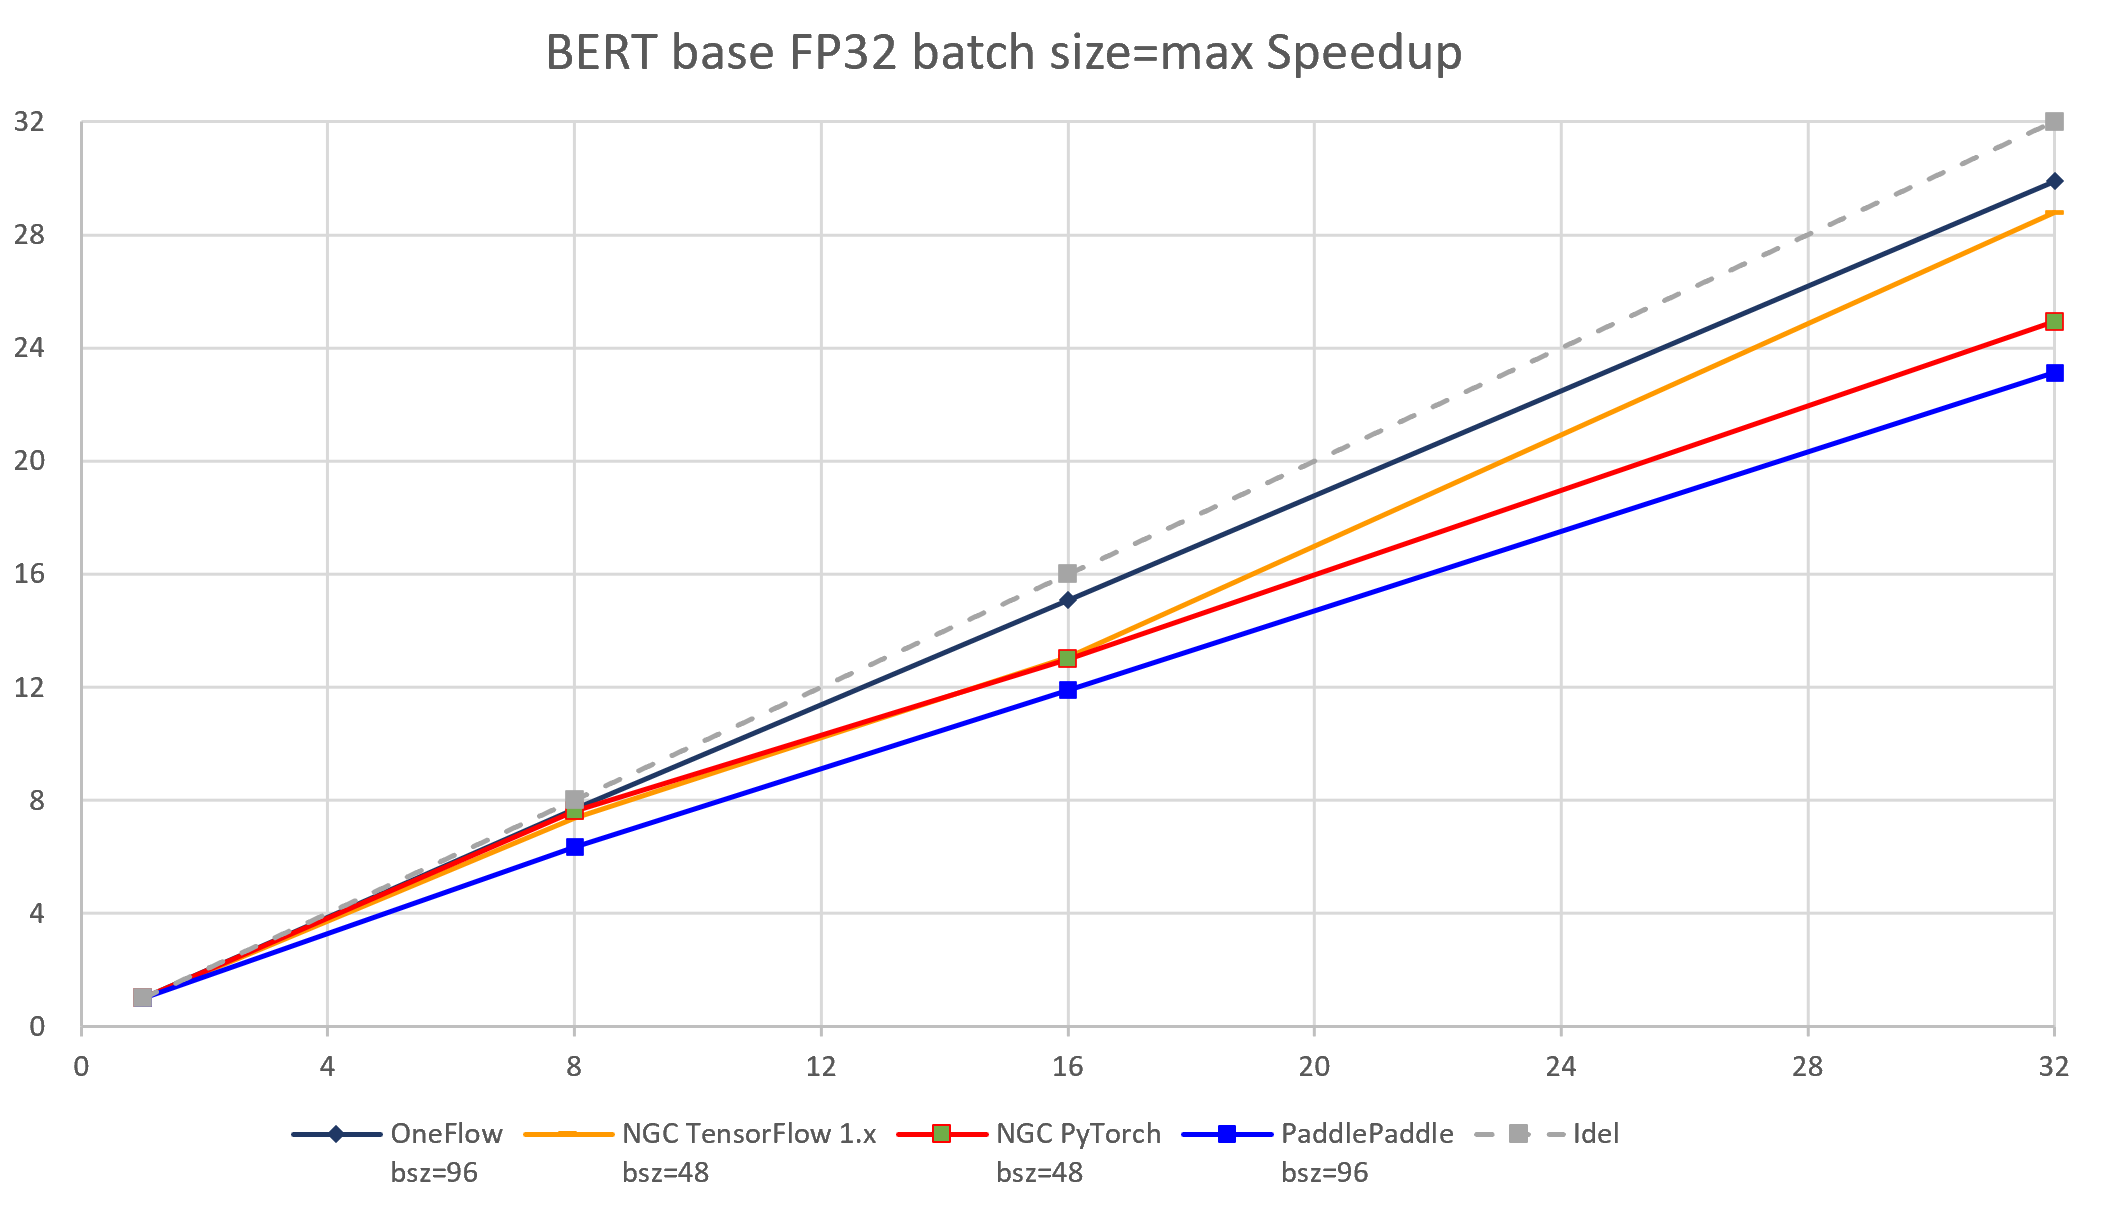 BERT base FP32 batch size=max Speedup
32
28
24
20
16
12
8
4
0
0 4 8 12 16 20 24 28 32
OneFlow NGC TensorFlow 1.x NGC PyTorch PaddlePaddle Idel
bsz=96 bsz=48 bsz=48 bsz=96